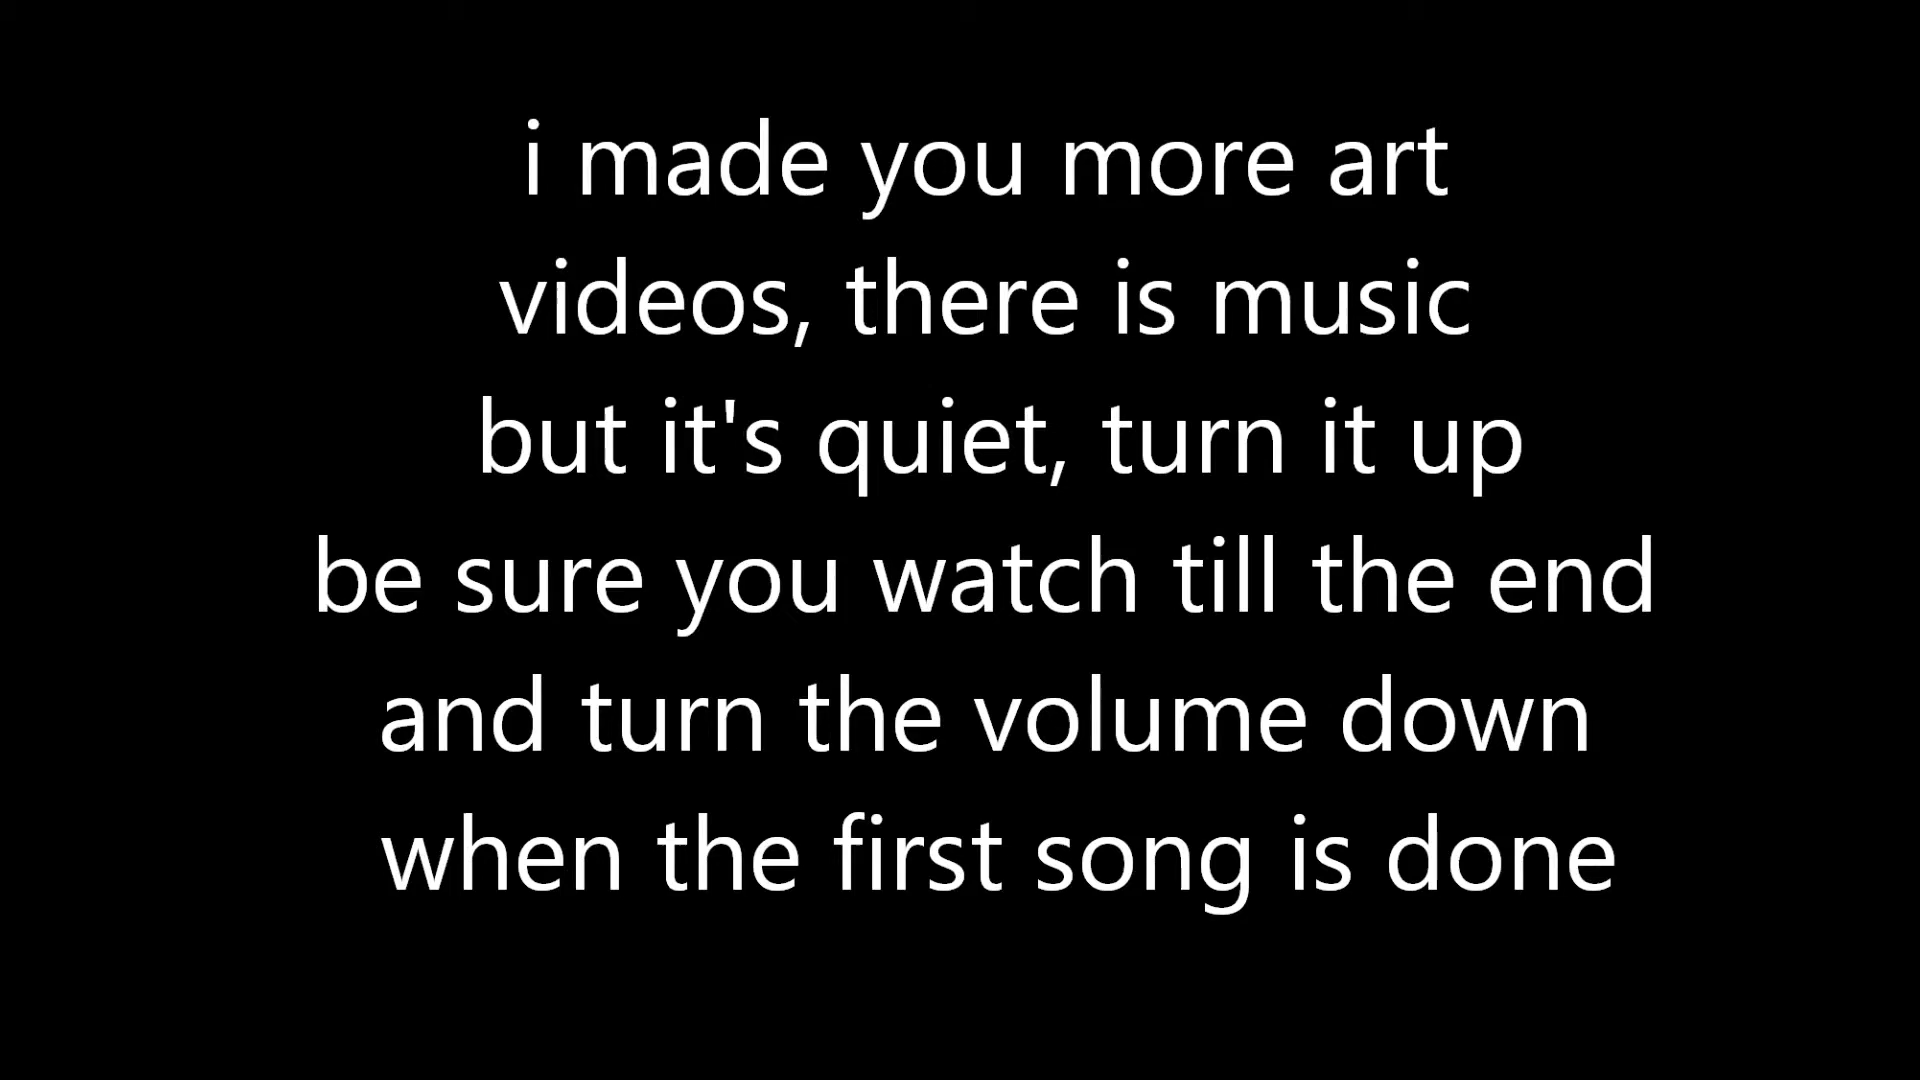 i made you more art
videos, there is music
but it's quiet, turn it up
be sure you watch till the end
and turn the volume down
when the first song is done